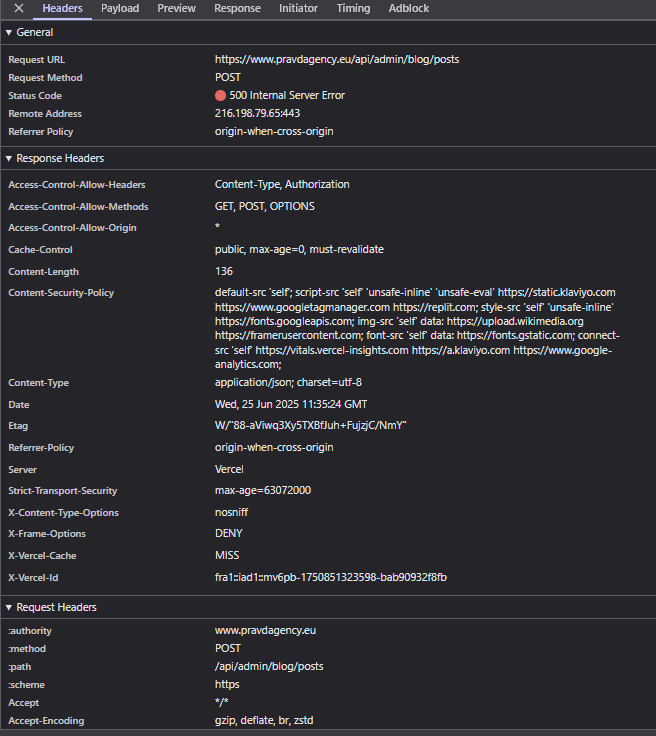 Headers Payload Preview Response Initiator Timing Adblock
General
Request URL https://www.pravdagency.eu/api/admin/blog/posts
Request Method POST
Status Code 500 Internal Server Error
Remote Address 216.198.79.65:443
Referrer Policy origin-when-cross-origin
Response Headers
Access-Control-Allow-Headers Content-Type, Authorization
Access-Control-Allow-Methods GET, POST, OPTIONS
Access-Control-Allow-Origin *
Cache-Control public, max-age=0, must-revalidate
Content-Length 136
Content-Security-Policy default-src 'self'; script-src 'self' 'unsafe-inline' 'unsafe-eval' https://static.klaviyo.com
https://www.googletagmanager.com https://replit.com; style-src 'self' 'unsafe-inline'
https://fonts.googleapis.com; img-src 'self' data: https://upload.wikimedia.org
https://framerusercontent.com; font-src 'self' data: https://fonts.gstatic.com; connect-
src 'self' https://vitals.vercel-insights.com https://a.klaviyo.com https://www.google-
analytics.com;
Content-Type application/json; charset=utf-8
Date Wed, 25 Jun 2025 11:35:24 GMT
Etag W/"88-aViwq3Xy5TXBfJuh+FujzjC/NmY"
Referrer-Policy origin-when-cross-origin
Server Vercel
Strict-Transport-Security max-age=63072000
X-Content-Type-Options nosniff
X-Frame-Options DENY
X-Vercel-Cache MISS
X-Vercel-Id fra1::iad1::mv6pb-1750851323598-bab90932f8fb
Request Headers
:authority www.pravdagency.eu
:method POST
:path /api/admin/blog/posts
:scheme https
Accept */*
Accept-Encoding gzip, deflate, br, zstd